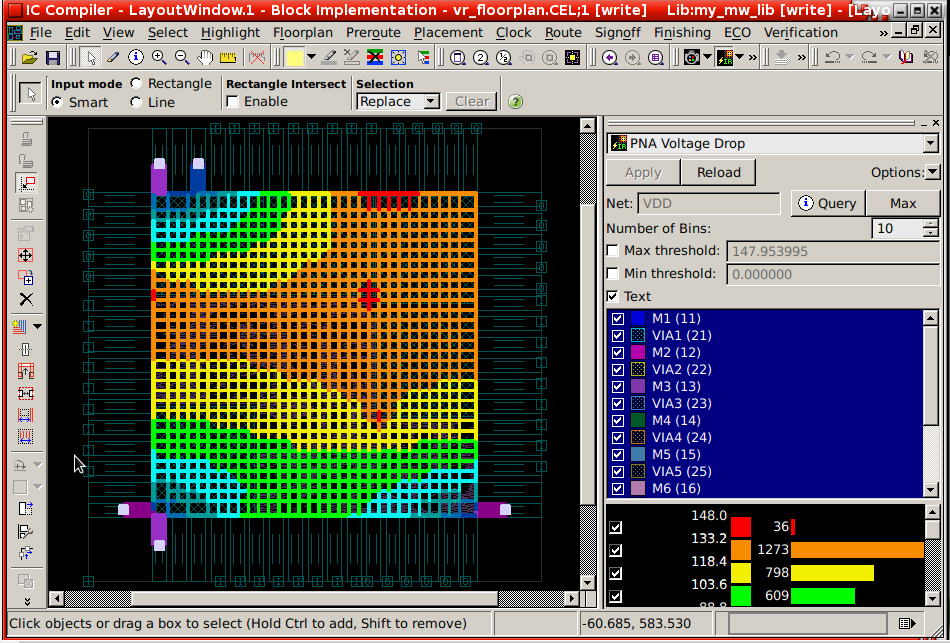 IC Compiler - LayoutWindow.1 - Block Implementation - vr_floorplan.CEL;1 [write]    Lib:my_mw_lib [write] - [Layo
File Edit View Select Highlight Floorplan Preroute Placement Clock Route Signoff Finishing ECO Verification »
Input mode
Rectangle
Smart
Line
Rectangle Intersect
Enable
Selection
Replace
Clear
PNA Voltage Drop
Apply
Reload
Options:
Net:
VDD
Query
Max
Number of Bins:
10
Max threshold:
147.953995
Min threshold:
0.000000
Text
M1 (11)
VIA1 (21)
M2 (12)
VIA2 (22)
M3 (13)
VIA3 (23)
M4 (14)
VIA4 (24)
M5 (15)
VIA5 (25)
M6 (16)
148.0
36
133.2
1273
118.4
798
103.6
609
88.8
Click objects or drag a box to select (Hold Ctrl to add, Shift to remove)
-60.685, 583.530